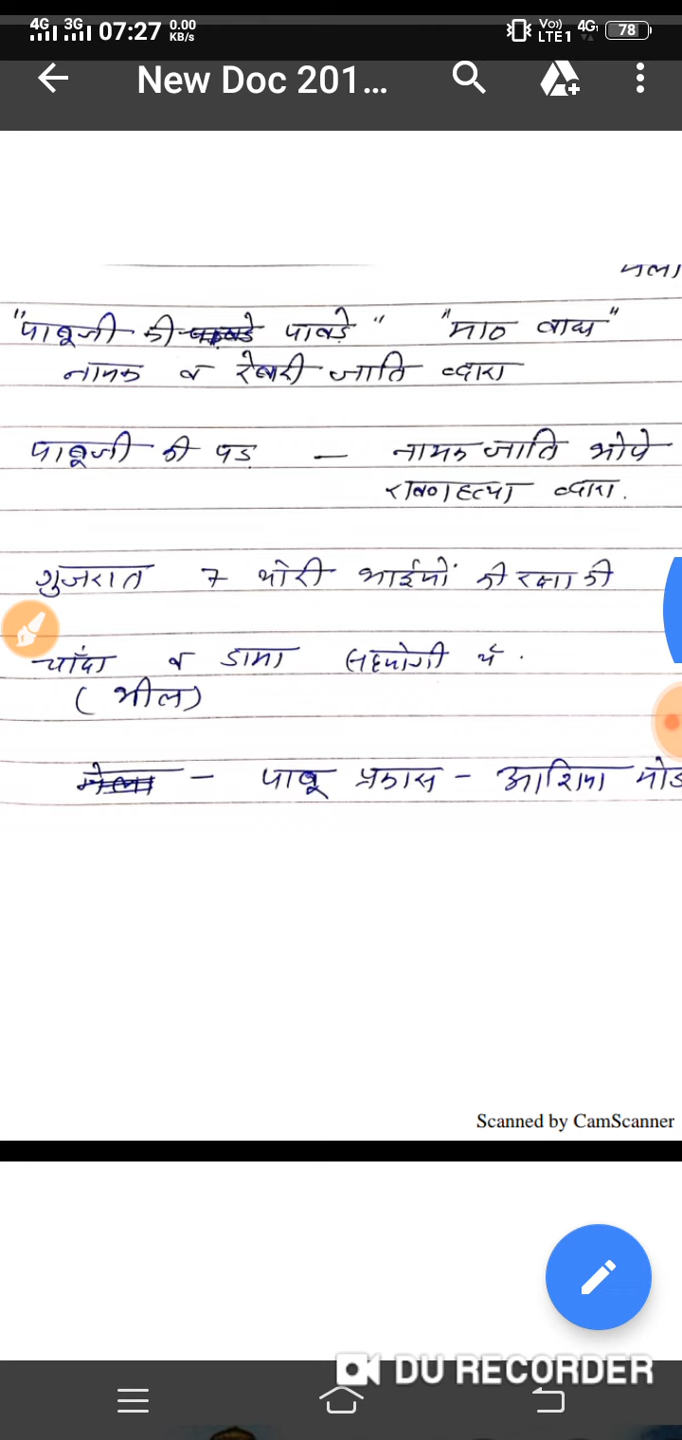 4G 3G 07:27 0.00 KB/s Vo)) LTE1 4G 78
New Doc 201...
"पाबूजी की पावडे" "माठ वाद्य"
नामक व रेबारी जाति द्वारा
पाबूजी की पड़ — नायक जाति भोपे
रावणहत्था द्वारा.
गुजरात 7 थोरी भाईयों की रक्षा की
चाँदा व डामा सहयोगी थे.
(भील)
- पाबू प्रकास - आशिया मोड
Scanned by CamScanner
DU RECORDER